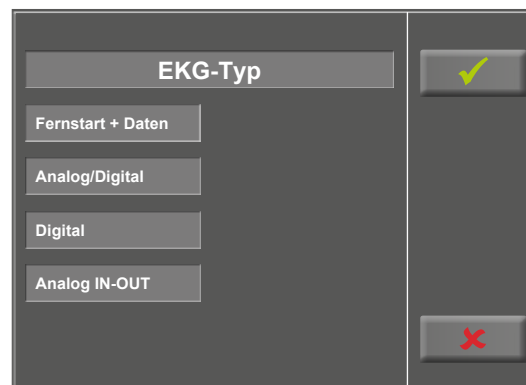 EKG-Typ
Fernstart + Daten
Analog/Digital
Digital
Analog IN-OUT